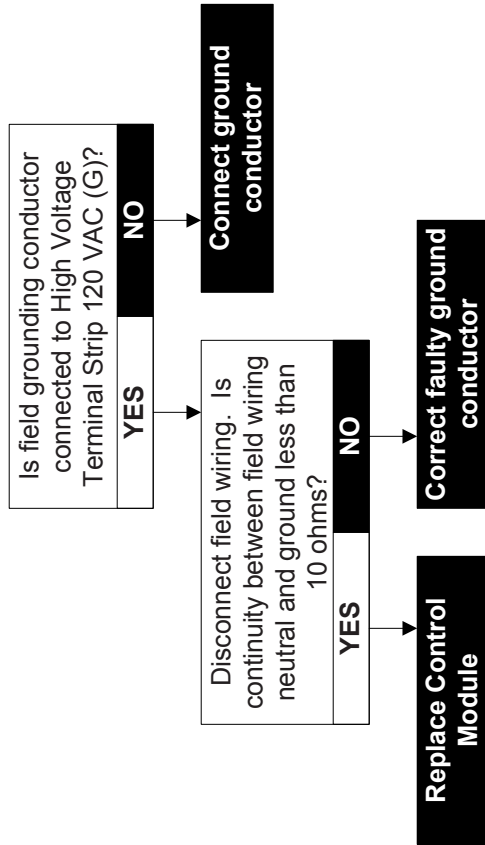 Is field grounding conductor
connected to High Voltage
Terminal Strip 120 VAC (G)?
YES
NO
Connect ground
conductor
Disconnect field wiring.  Is
continuity between field wiring
neutral and ground less than
10 ohms?
YES
NO
Replace Control
Module
Correct faulty ground
conductor